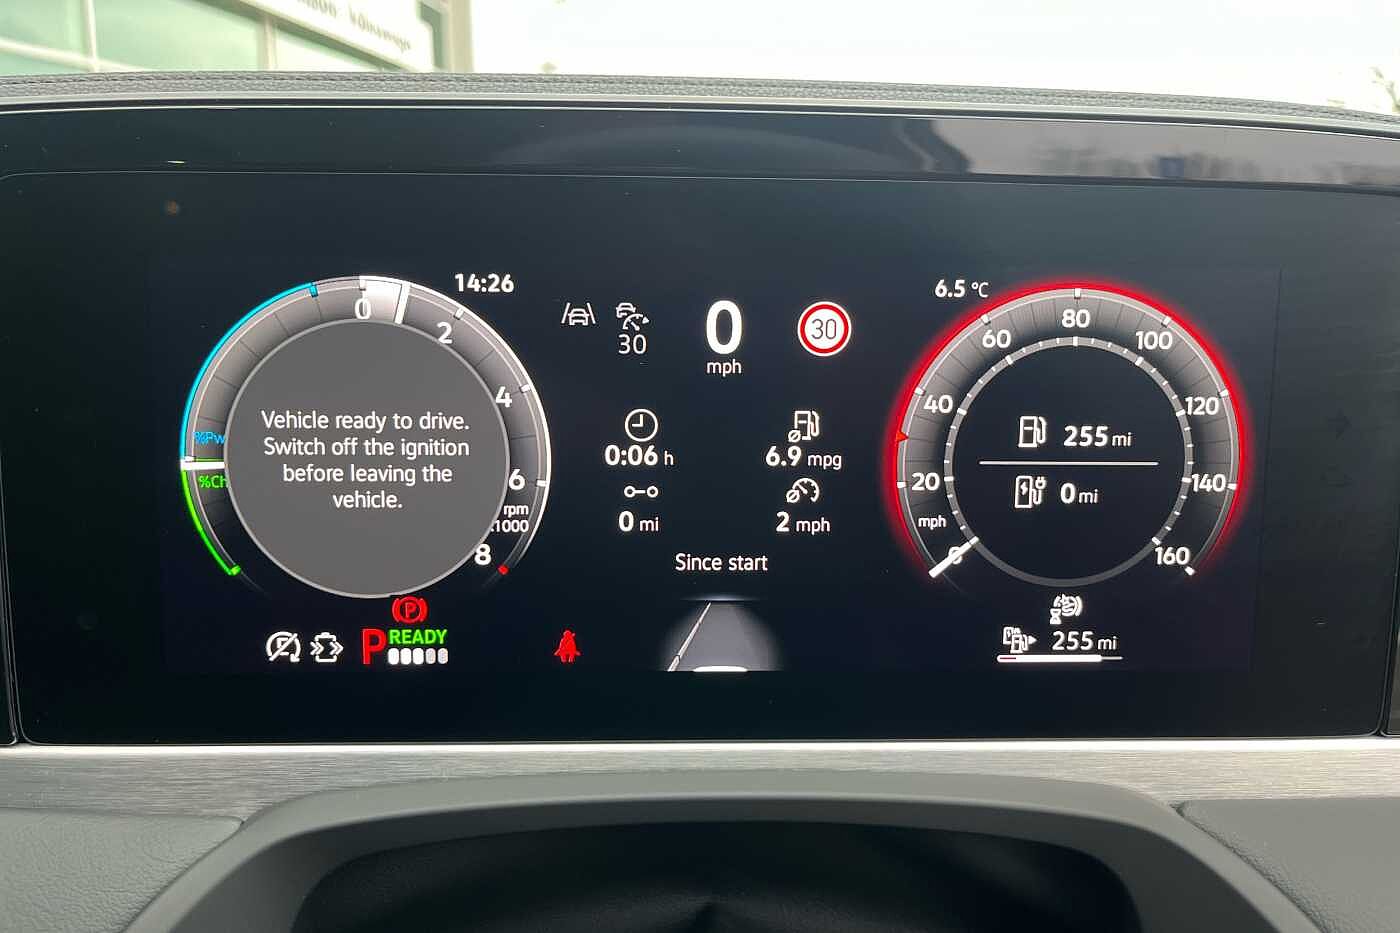 14:26
0
2
4
6
8
rpm
x1000
%Ch
Vehicle ready to drive.
Switch off the ignition
before leaving the
vehicle.
P
P READY
30
0
mph
30
0:06 h
6.9 mpg
0 mi
2 mph
Since start
6.5 °C
0
20
40
60
80
100
120
140
160
mph
255 mi
0 mi
255 mi